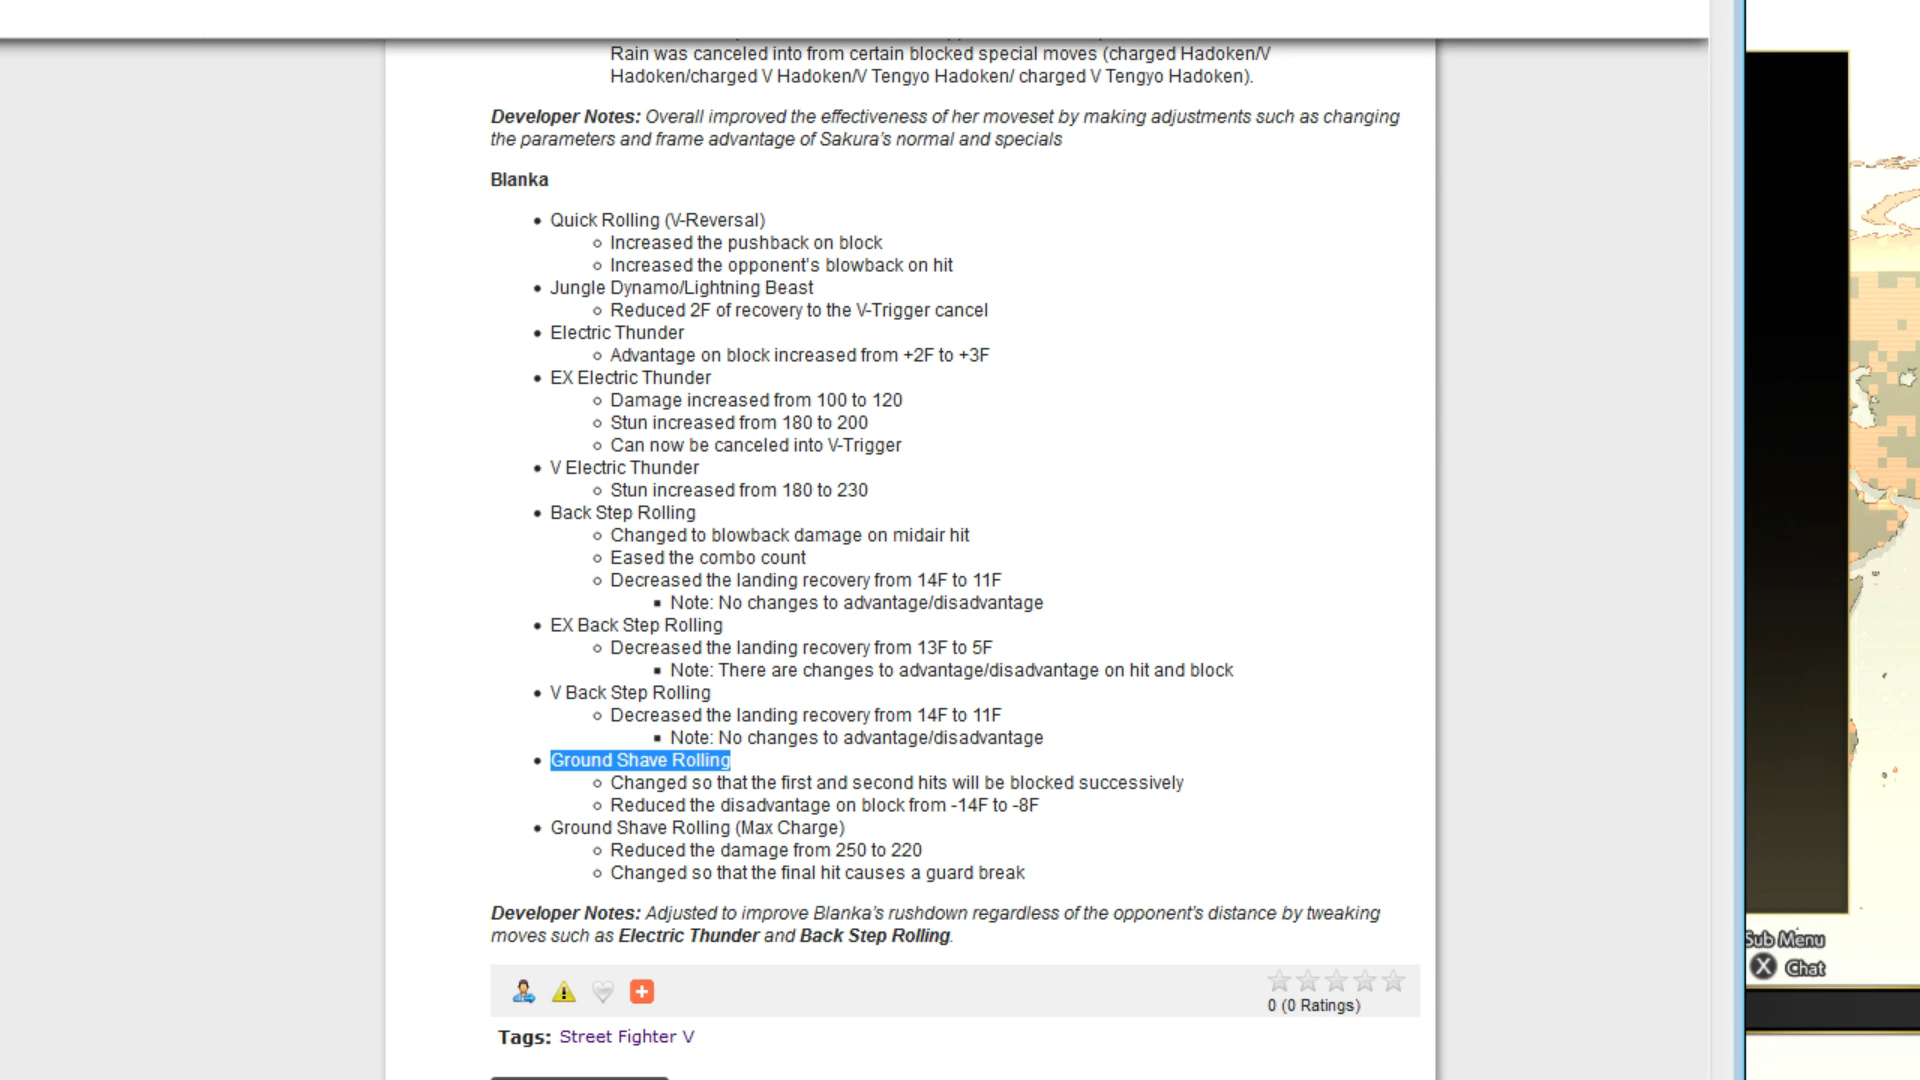 Rain was canceled into from certain blocked special moves (charged Hadoken/V
Hadoken/charged V Hadoken/V Tengyo Hadoken/ charged V Tengyo Hadoken).
Developer Notes: Overall improved the effectiveness of her moveset by making adjustments such as changing
the parameters and frame advantage of Sakura's normal and specials
Blanka
Quick Rolling (V-Reversal)
Increased the pushback on block
Increased the opponent's blowback on hit
Jungle Dynamo/Lightning Beast
Reduced 2F of recovery to the V-Trigger cancel
Electric Thunder
Advantage on block increased from +2F to +3F
EX Electric Thunder
Damage increased from 100 to 120
Stun increased from 180 to 200
Can now be canceled into V-Trigger
V Electric Thunder
Stun increased from 180 to 230
Back Step Rolling
Changed to blowback damage on midair hit
Eased the combo count
Decreased the landing recovery from 14F to 11F
Note: No changes to advantage/disadvantage
EX Back Step Rolling
Decreased the landing recovery from 13F to 5F
Note: There are changes to advantage/disadvantage on hit and block
V Back Step Rolling
Decreased the landing recovery from 14F to 11F
Note: No changes to advantage/disadvantage
Ground Shave Rolling
Changed so that the first and second hits will be blocked successively
Reduced the disadvantage on block from -14F to -8F
Ground Shave Rolling (Max Charge)
Reduced the damage from 250 to 220
Changed so that the final hit causes a guard break
Developer Notes: Adjusted to improve Blanka's rushdown regardless of the opponent's distance by tweaking
moves such as Electric Thunder and Back Step Rolling.
0 (0 Ratings)
Tags: Street Fighter V
Sub Menu
X Chat